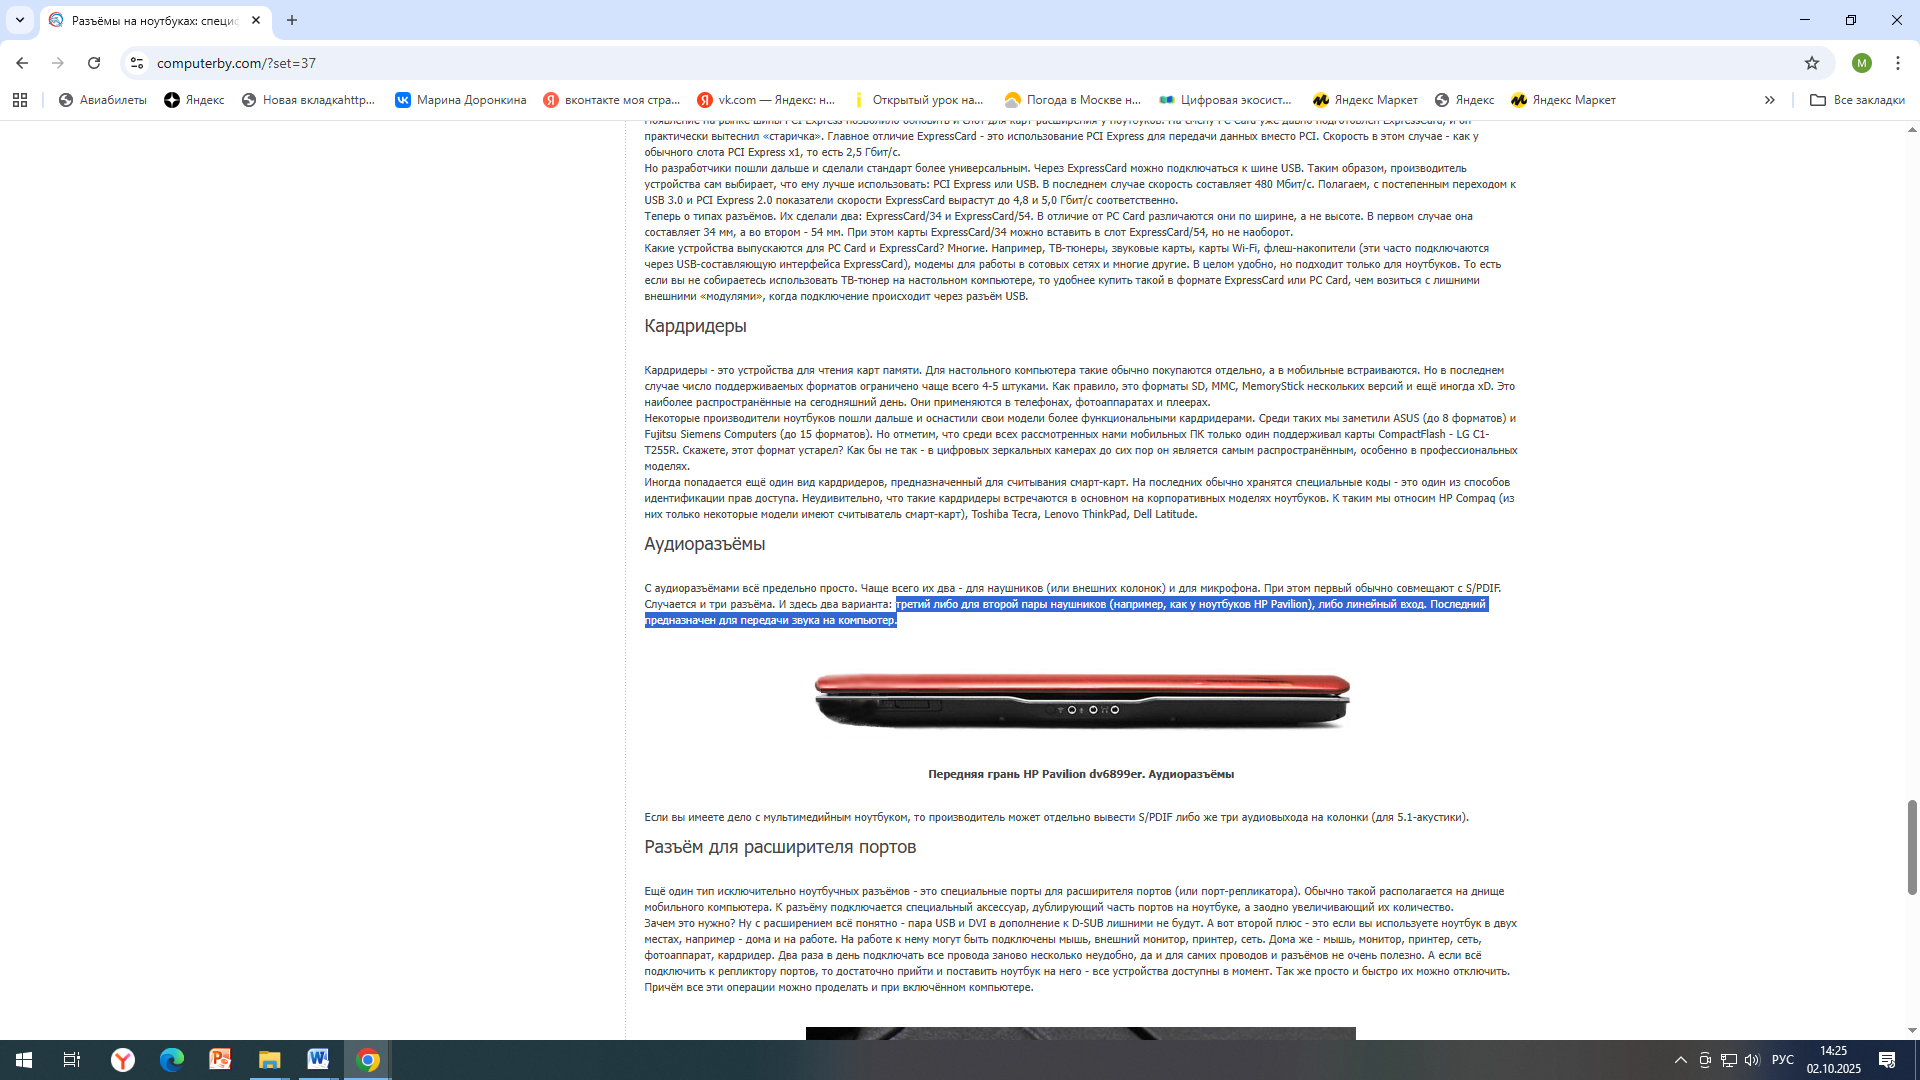 Разъёмы на ноутбуках: специс
computerby.com/?set=37
М
Авиабилеты
Яндекс
Новая вкладкаhttp...
Марина Доронкина
вконтакте моя стра...
vk.com — Яндекс: н...
Открытый урок на...
Погода в Москве н...
Цифровая экосист...
Яндекс Маркет
Яндекс
Яндекс Маркет
Все закладки
Появление на рынке шины PCI Express позволило обновить и слот для карт расширения у ноутбуков. На смену PC Card уже давно подготовлен ExpressCard, и он
практически вытеснил «старичка». Главное отличие ExpressCard - это использование PCI Express для передачи данных вместо PCI. Скорость в этом случае - как у
обычного слота PCI Express x1, то есть 2,5 Гбит/с.
Но разработчики пошли дальше и сделали стандарт более универсальным. Через ExpressCard можно подключаться к шине USB. Таким образом, производитель
устройства сам выбирает, что ему лучше использовать: PCI Express или USB. В последнем случае скорость составляет 480 Мбит/с. Полагаем, с постепенным переходом к
USB 3.0 и PCI Express 2.0 показатели скорости ExpressCard вырастут до 4,8 и 5,0 Гбит/с соответственно.
Теперь о типах разъёмов. Их сделали два: ExpressCard/34 и ExpressCard/54. В отличие от PC Card различаются они по ширине, а не высоте. В первом случае она
составляет 34 мм, а во втором - 54 мм. При этом карты ExpressCard/34 можно вставить в слот ExpressCard/54, но не наоборот.
Какие устройства выпускаются для PC Card и ExpressCard? Многие. Например, ТВ-тюнеры, звуковые карты, карты Wi-Fi, флеш-накопители (эти часто подключаются
через USB-составляющую интерфейса ExpressCard), модемы для работы в сотовых сетях и многие другие. В целом удобно, но подходит только для ноутбуков. То есть
если вы не собираетесь использовать ТВ-тюнер на настольном компьютере, то удобнее купить такой в формате ExpressCard или PC Card, чем возиться с лишними
внешними «модулями», когда подключение происходит через разъём USB.
Кардридеры
Кардридеры - это устройства для чтения карт памяти. Для настольного компьютера такие обычно покупаются отдельно, а в мобильные встраиваются. Но в последнем
случае число поддерживаемых форматов ограничено чаще всего 4-5 штуками. Как правило, это форматы SD, MMC, MemoryStick нескольких версий и ещё иногда xD. Это
наиболее распространённые на сегодняшний день. Они применяются в телефонах, фотоаппаратах и плеерах.
Некоторые производители ноутбуков пошли дальше и оснастили свои модели более функциональными кардридерами. Среди таких мы заметили ASUS (до 8 форматов) и
Fujitsu Siemens Computers (до 15 форматов). Но отметим, что среди всех рассмотренных нами мобильных ПК только один поддерживал карты CompactFlash - LG C1-
T255R. Скажете, этот формат устарел? Как бы не так - в цифровых зеркальных камерах до сих пор он является самым распространённым, особенно в профессиональных
моделях.
Иногда попадается ещё один вид кардридеров, предназначенный для считывания смарт-карт. На последних обычно хранятся специальные коды - это один из способов
идентификации прав доступа. Неудивительно, что такие кардридеры встречаются в основном на корпоративных моделях ноутбуков. К таким мы относим HP Compaq (из
них только некоторые модели имеют считыватель смарт-карт), Toshiba Tecra, Lenovo ThinkPad, Dell Latitude.
Аудиоразъёмы
С аудиоразъёмами всё предельно просто. Чаще всего их два - для наушников (или внешних колонок) и для микрофона. При этом первый обычно совмещают с S/PDIF.
Случается и три разъёма. И здесь два варианта: третий либо для второй пары наушников (например, как у ноутбуков HP Pavilion), либо линейный вход. Последний
предназначен для передачи звука на компьютер.
Передняя грань HP Pavilion dv6899er. Аудиоразъёмы
Если вы имеете дело с мультимедийным ноутбуком, то производитель может отдельно вывести S/PDIF либо же три аудиовыхода на колонки (для 5.1-акустики).
Разъём для расширителя портов
Ещё один тип исключительно ноутбучных разъёмов - это специальные порты для расширителя портов (или порт-репликатора). Обычно такой располагается на днище
мобильного компьютера. К разъёму подключается специальный аксессуар, дублирующий часть портов на ноутбуке, а заодно увеличивающий их количество.
Зачем это нужно? Ну с расширением всё понятно - пара USB и DVI в дополнение к D-SUB лишними не будут. А вот второй плюс - это если вы используете ноутбук в двух
местах, например - дома и на работе. На работе к нему могут быть подключены мышь, внешний монитор, принтер, сеть. Дома же - мышь, монитор, принтер, сеть,
фотоаппарат, кардридер. Два раза в день подключать все провода заново несколько неудобно, да и для самих проводов и разъёмов не очень полезно. А если всё
подключить к репликтору портов, то достаточно прийти и поставить ноутбук на него - все устройства доступны в момент. Так же просто и быстро их можно отключить.
Причём все эти операции можно проделать и при включённом компьютере.
РУС
14:25
02.10.2025